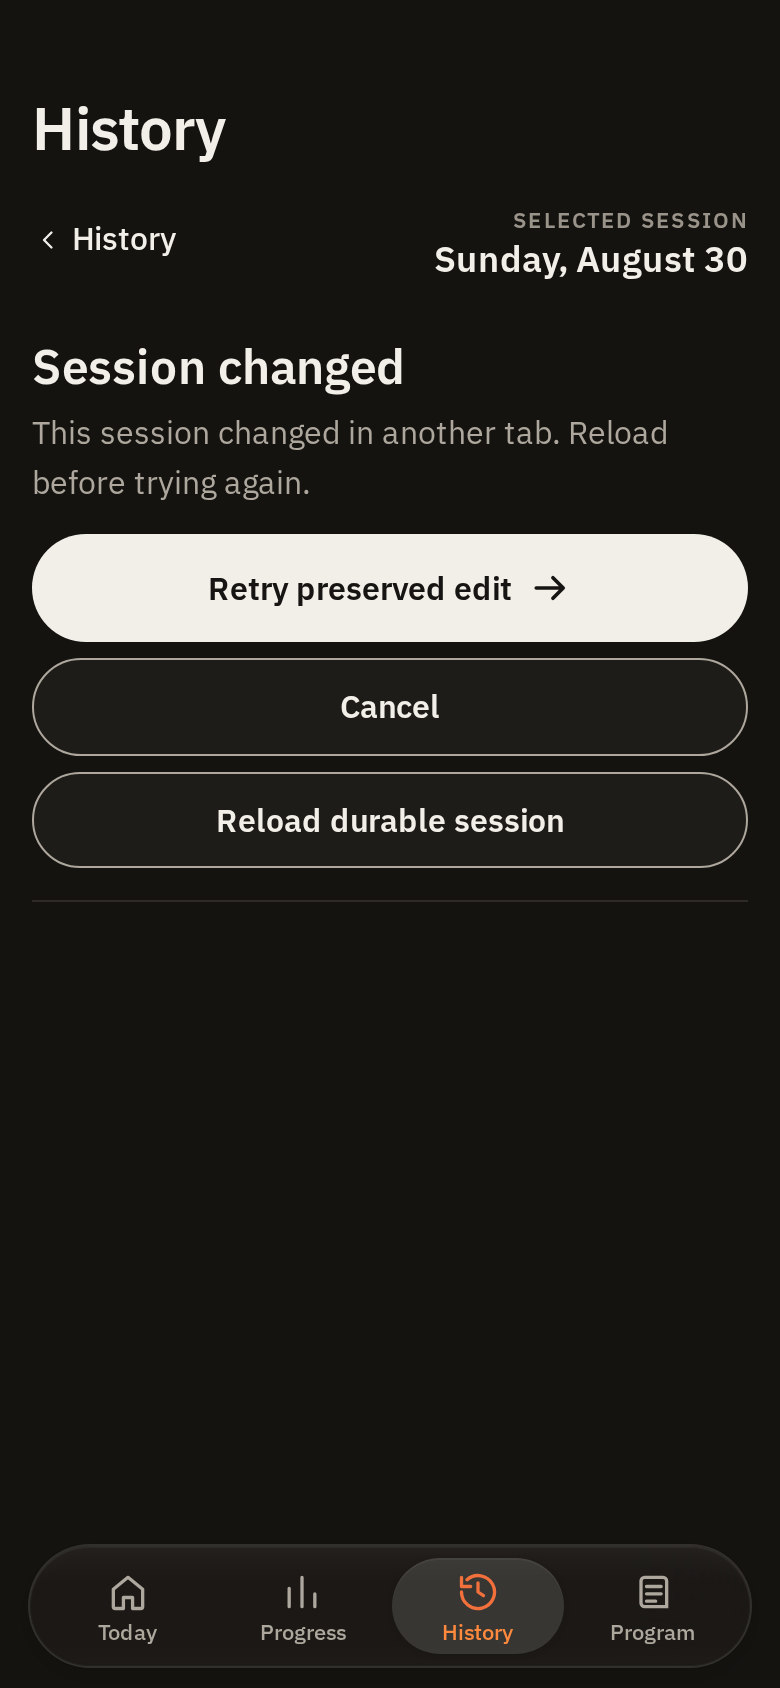 History
History
SELECTED SESSION
Sunday, August 30
Session changed
This session changed in another tab. Reload
before trying again.
Retry preserved edit
Cancel
Reload durable session
Today
Progress
History
Program